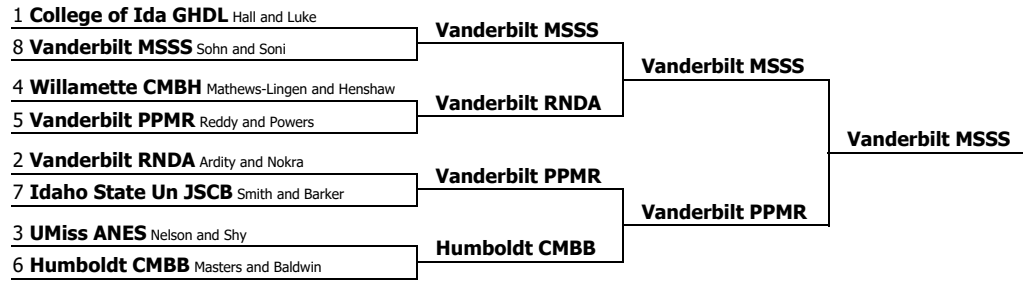 1 College of Ida GHDL Hall and Luke
8 Vanderbilt MSSS Sohn and Soni
4 Willamette CMBH Mathews-Lingen and Henshaw
5 Vanderbilt PPMR Reddy and Powers
2 Vanderbilt RNDA Ardity and Nokra
7 Idaho State Un JSCB Smith and Barker
3 UMiss ANES Nelson and Shy
6 Humboldt CMBB Masters and Baldwin
Vanderbilt MSSS
Vanderbilt RNDA
Vanderbilt PPMR
Humboldt CMBB
Vanderbilt MSSS
Vanderbilt PPMR
Vanderbilt MSSS